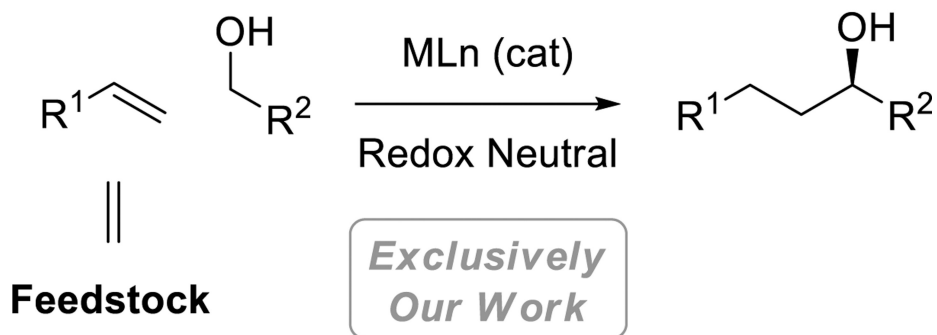 OH
R1
R2
MLn (cat)
Redox Neutral
OH
R1
R2
Feedstock
Exclusively
Our Work